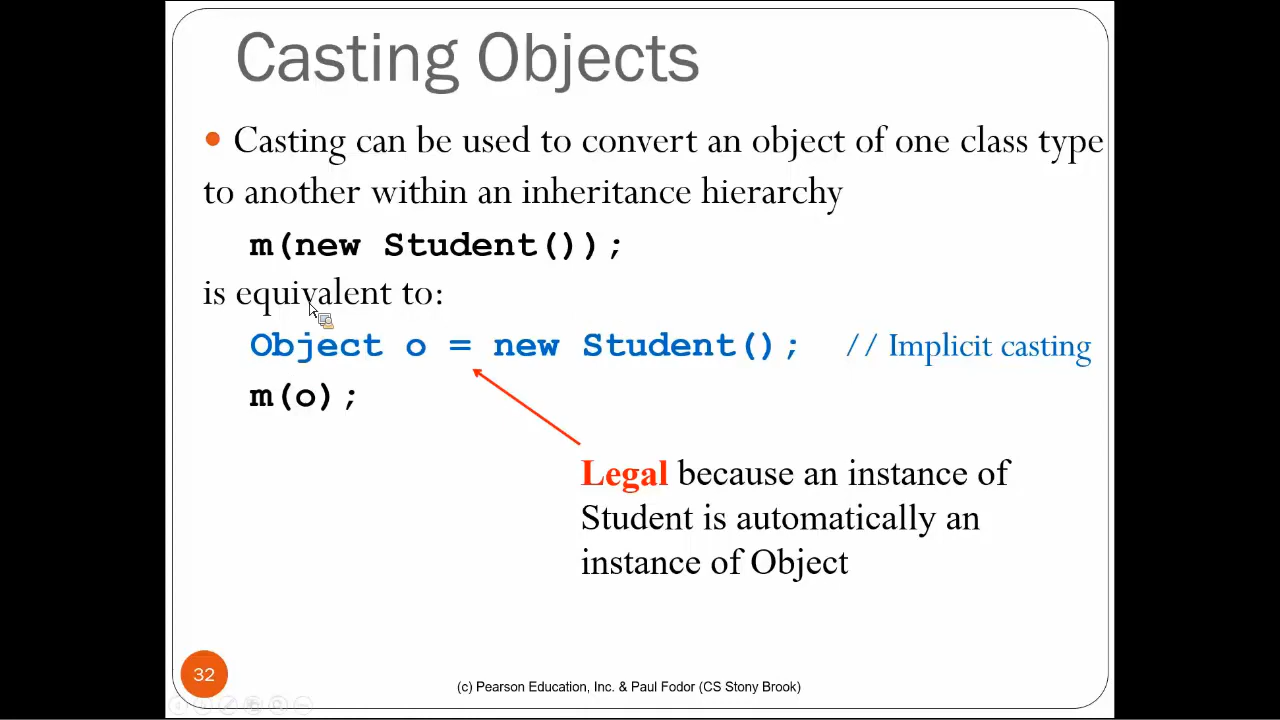 Casting Objects
• Casting can be used to convert an object of one class type
to another within an inheritance hierarchy
m(new Student());
is equivalent to:
Object o = new Student(); // Implicit casting
m(o);
Legal because an instance of
Student is automatically an
instance of Object
32
(c) Pearson Education, Inc. & Paul Fodor (CS Stony Brook)